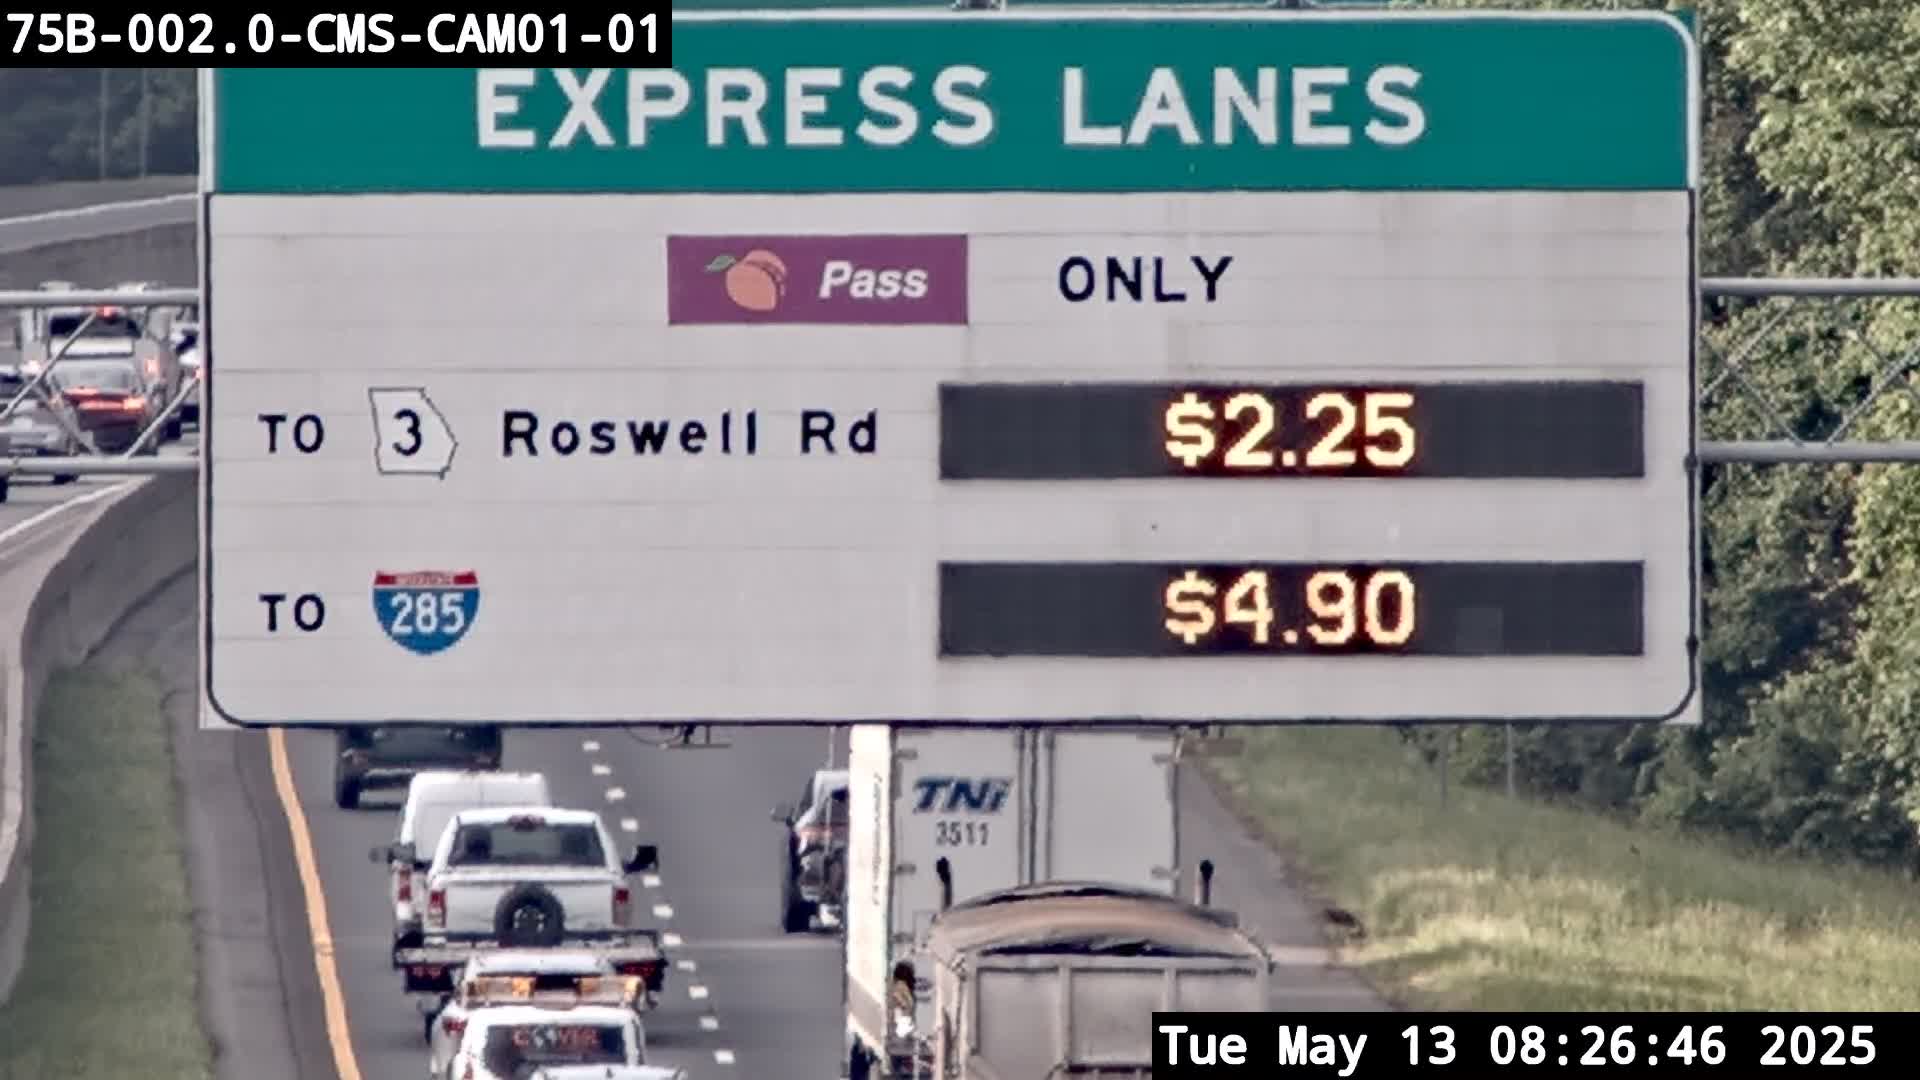 75B-002.0-CMS-CAM01-01
EXPRESS LANES
Pass ONLY
TO 3 Roswell Rd $2.25
TO 285 $4.90
TNi
3511
Tue May 13 08:26:46 2025